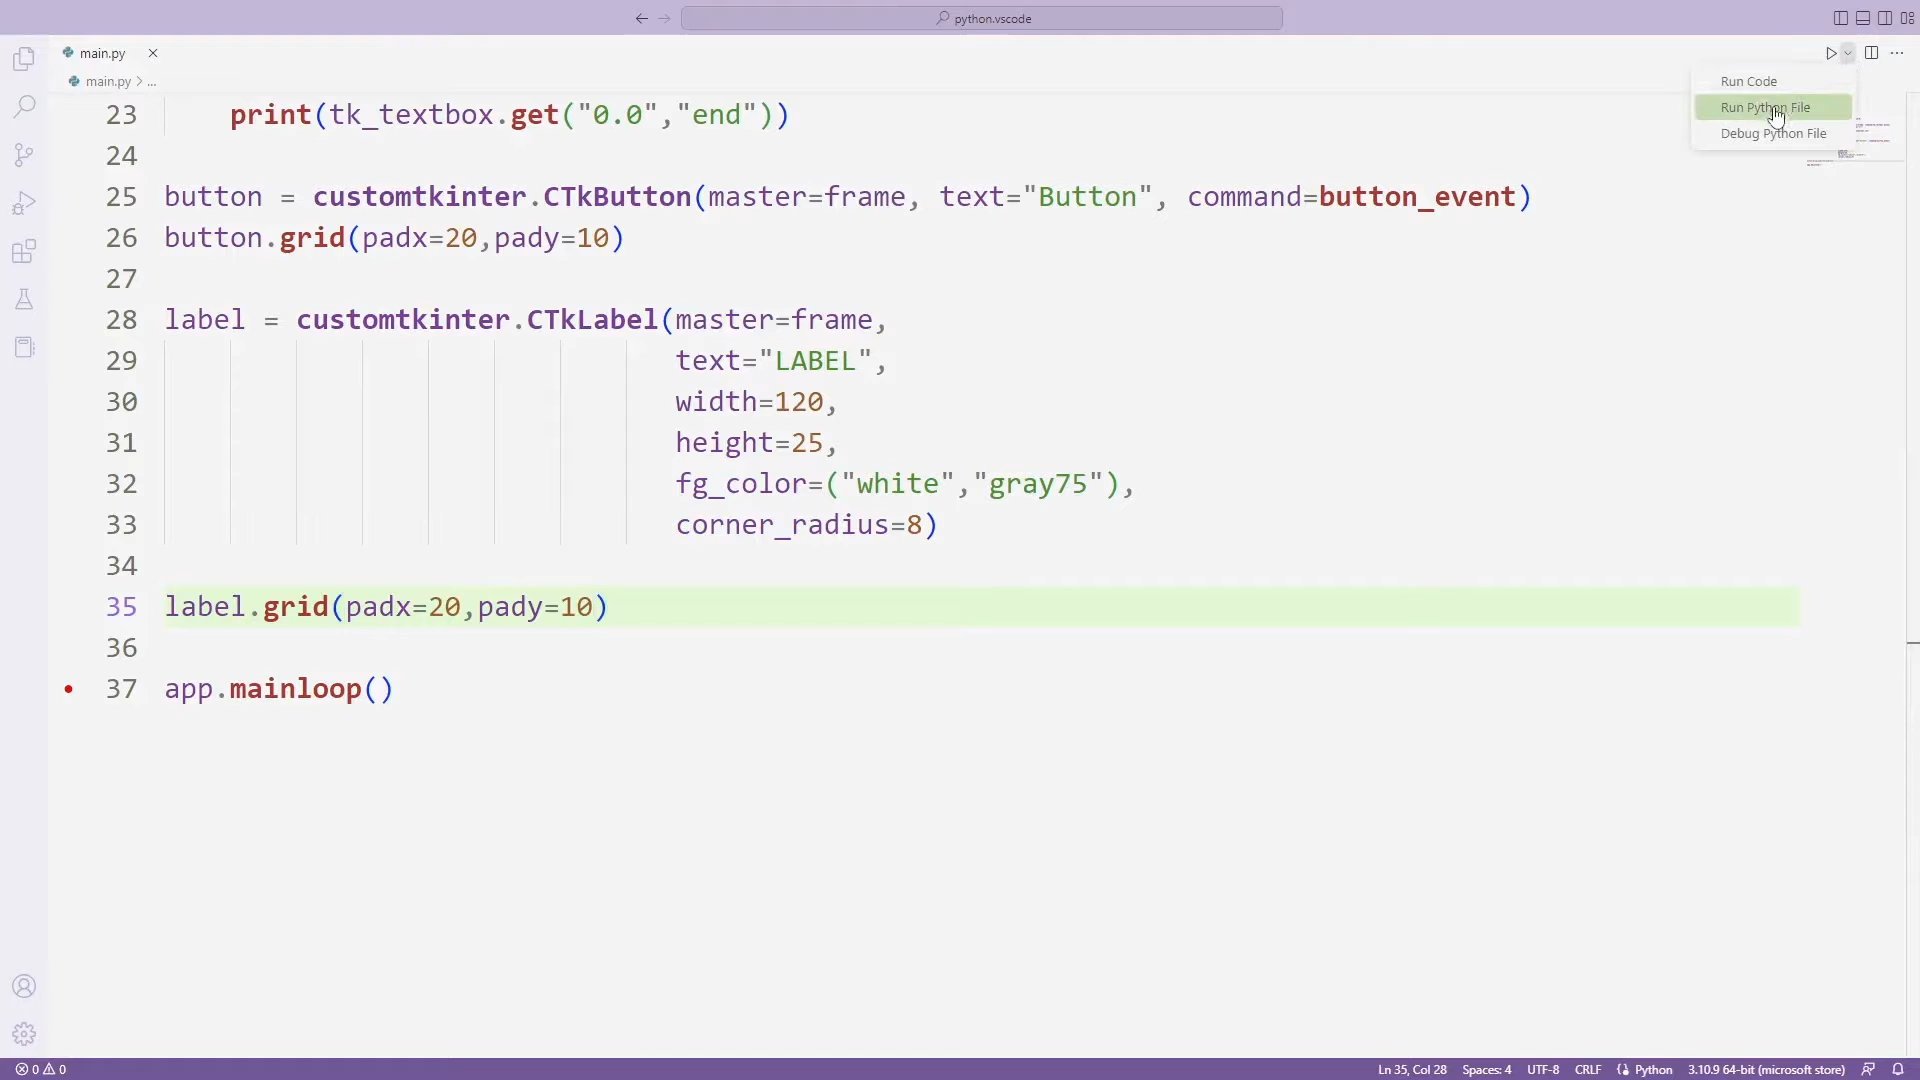 python.vscode
main.py
main.py > ...
Run Code
Run Python File
Debug Python File
23 print(tk_textbox.get("0.0","end"))
24
25 button = customtkinter.CTkButton(master=frame, text="Button", command=button_event)
26 button.grid(padx=20,pady=10)
27
28 label = customtkinter.CTkLabel(master=frame,
29 text="LABEL",
30 width=120,
31 height=25,
32 fg_color=("white","gray75"),
33 corner_radius=8)
34
35 label.grid(padx=20,pady=10)
36
37 app.mainloop()
0 0 Ln 35, Col 28 Spaces: 4 UTF-8 CRLF Python 3.10.9 64-bit (microsoft store)